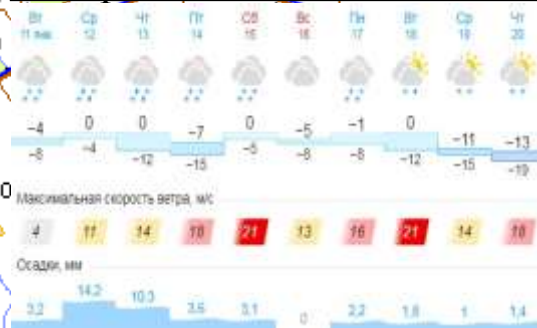 Вт Ср Чт Пт Сб Вс Пн Вт Ср Чт
11 янв 12 13 14 15 16 17 18 19 20
-4 0 0 -7 0 -5 -1 0 -11 -13
-8 -4 -12 -15 -5 -8 -8 -12 -15 -19
Максимальная скорость ветра, м/с
4 11 14 18 21 13 16 21 14 18
Осадки, мм
3,2 14,2 10,3 3,6 3,1 0 2,2 1,8 1 1,4